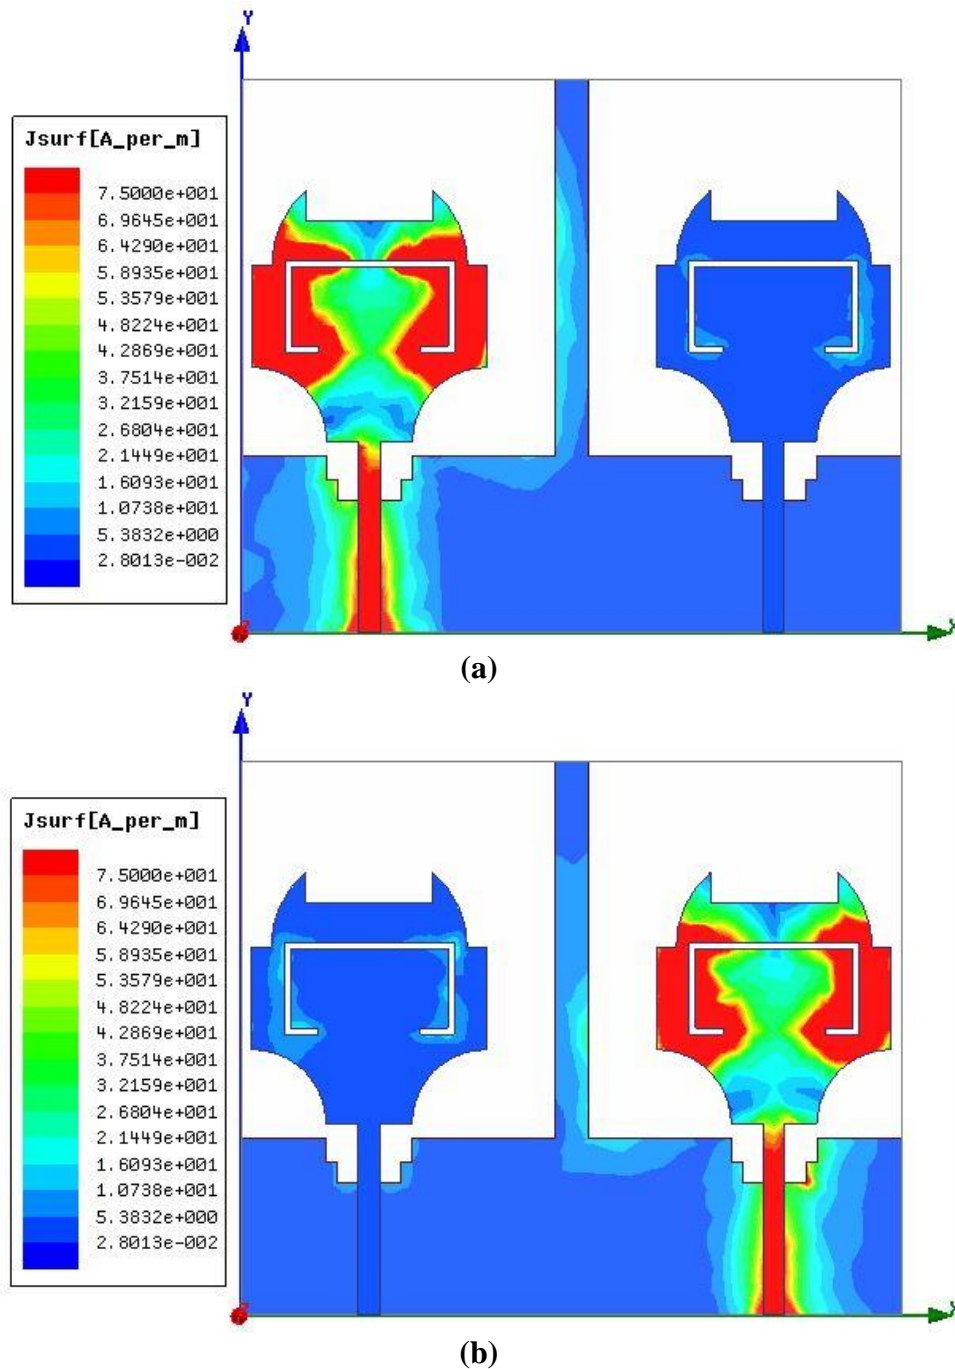 Y
Jsurf[A_per_m]
7.5000e+001
6.9645e+001
6.4290e+001
5.8935e+001
5.3579e+001
4.8224e+001
4.2869e+001
3.7514e+001
3.2159e+001
2.6804e+001
2.1449e+001
1.6093e+001
1.0738e+001
5.3832e+000
2.8013e-002
(a)
Y
Jsurf[A_per_m]
7.5000e+001
6.9645e+001
6.4290e+001
5.8935e+001
5.3579e+001
4.8224e+001
4.2869e+001
3.7514e+001
3.2159e+001
2.6804e+001
2.1449e+001
1.6093e+001
1.0738e+001
5.3832e+000
2.8013e-002
(b)